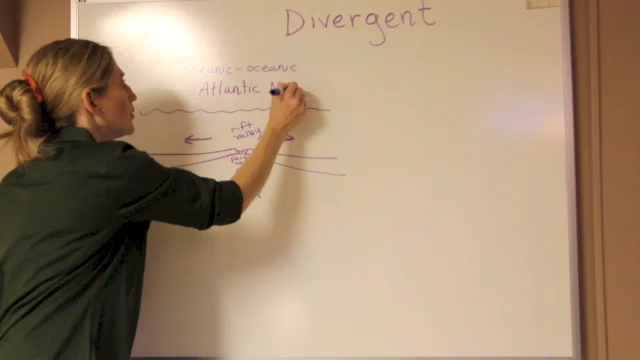 Divergent
oceanic-oceanic
Atlantic
rift
valley